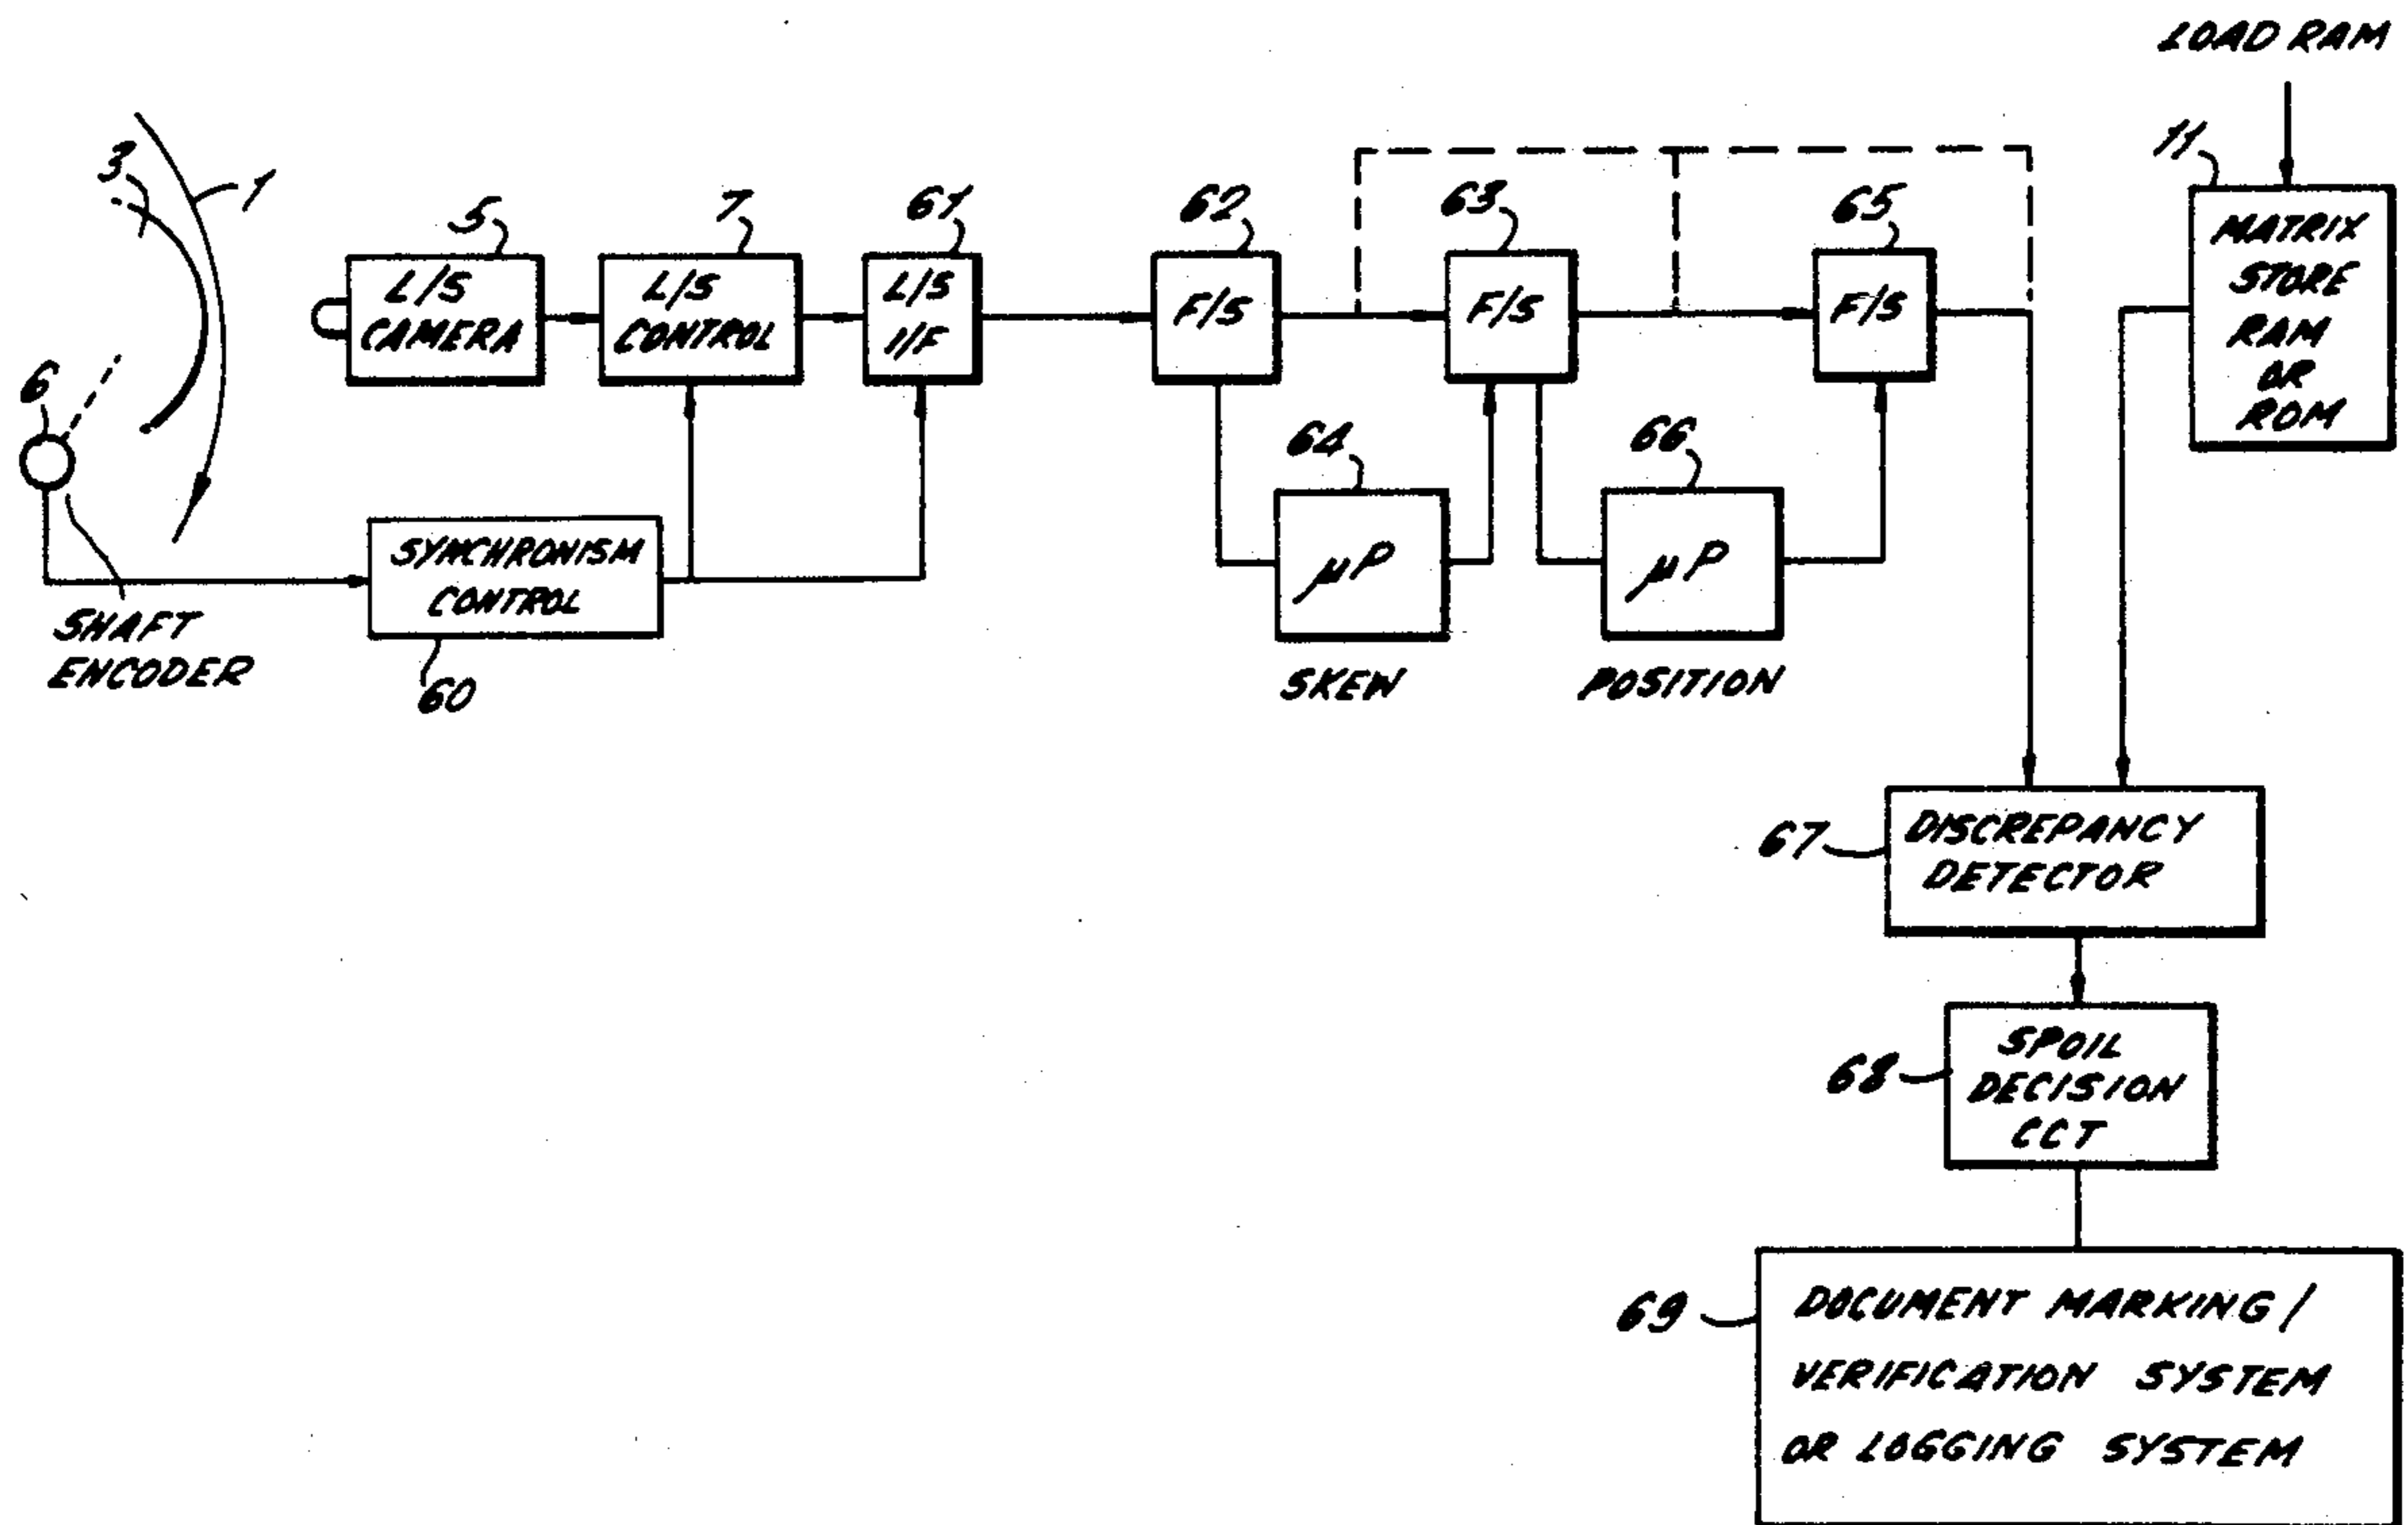 LOAD RAM
11
MATRIX
STORE
RAM
OR
ROM
3
1
5
L/S
CAMERA
7
L/S
CONTROL
61
L/S
I/F
62
F/S
63
F/S
65
F/S
6
64
μP
SKEW
66
μP
POSITION
SYNCHRONISM
CONTROL
60
SHAFT
ENCODER
67
DISCREPANCY
DETECTOR
68
SPOIL
DECISION
CCT
69
DOCUMENT MARKING/
VERIFICATION SYSTEM
OR LOGGING SYSTEM